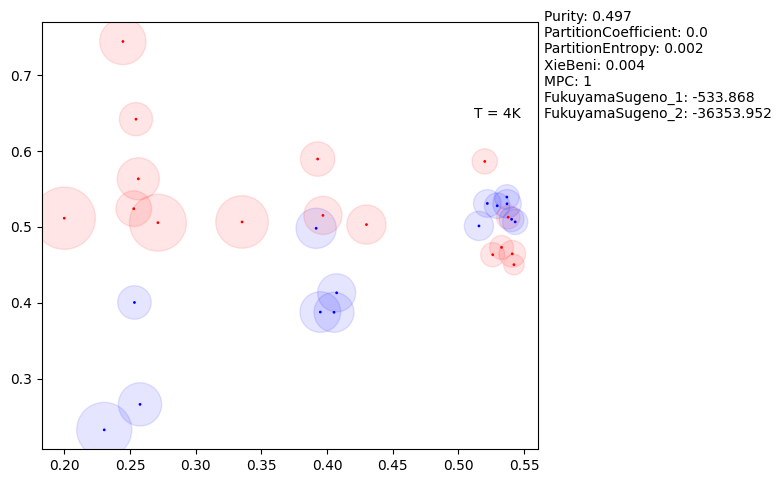 Purity: 0.497
PartitionCoefficient: 0.0
PartitionEntropy: 0.002
XieBeni: 0.004
MPC: 1
FukuyamaSugeno_1: -533.868
FukuyamaSugeno_2: -36353.952
T = 4K
0.7
0.6
0.5
0.4
0.3
0.20 0.25 0.30 0.35 0.40 0.45 0.50 0.55